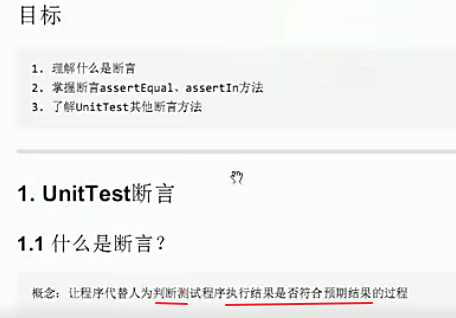 目标
1. 理解什么是断言
2. 掌握断言assertEqual、assertIn方法
3. 了解UnitTest其他断言方法
1. UnitTest断言
1.1 什么是断言？
概念: 让程序代替人为判断测试程序执行结果是否符合预期结果的过程